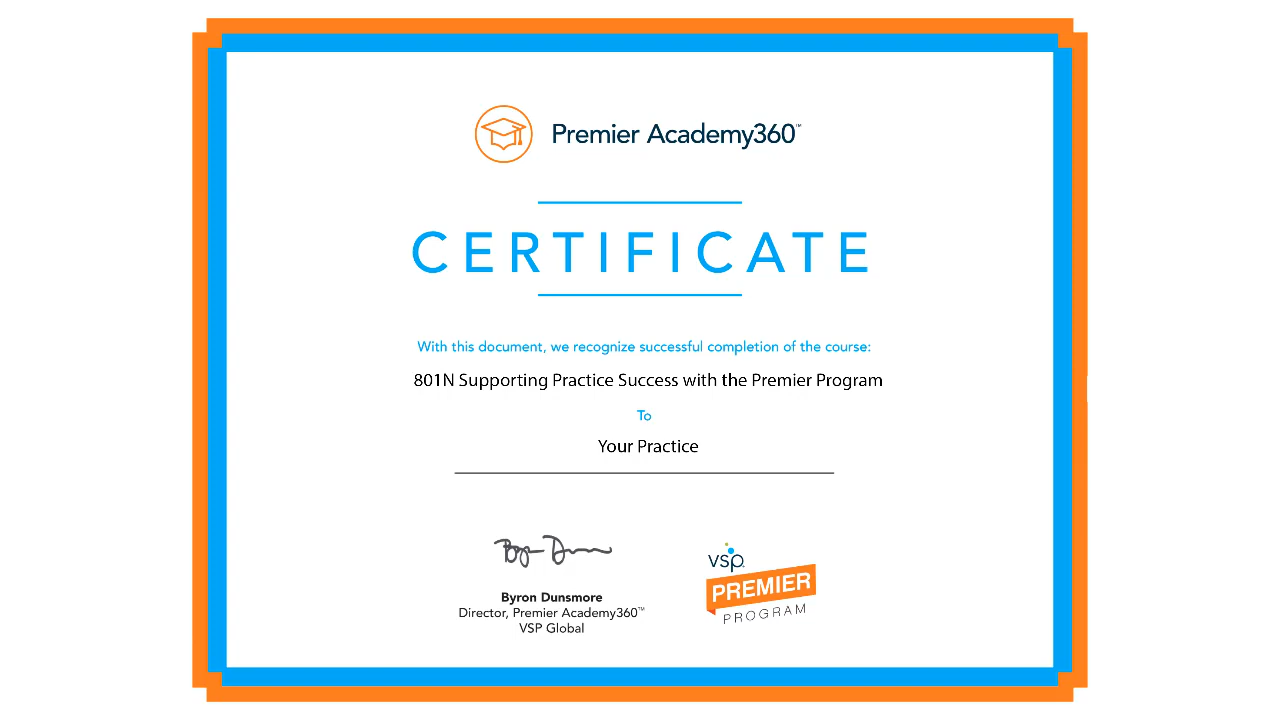 Premier Academy360™
CERTIFICATE
With this document, we recognize successful completion of the course:
801N Supporting Practice Success with the Premier Program
To
Your Practice
Byron Dunsmore
Director, Premier Academy360™
VSP Global
vsp.
PREMIER
PROGRAM